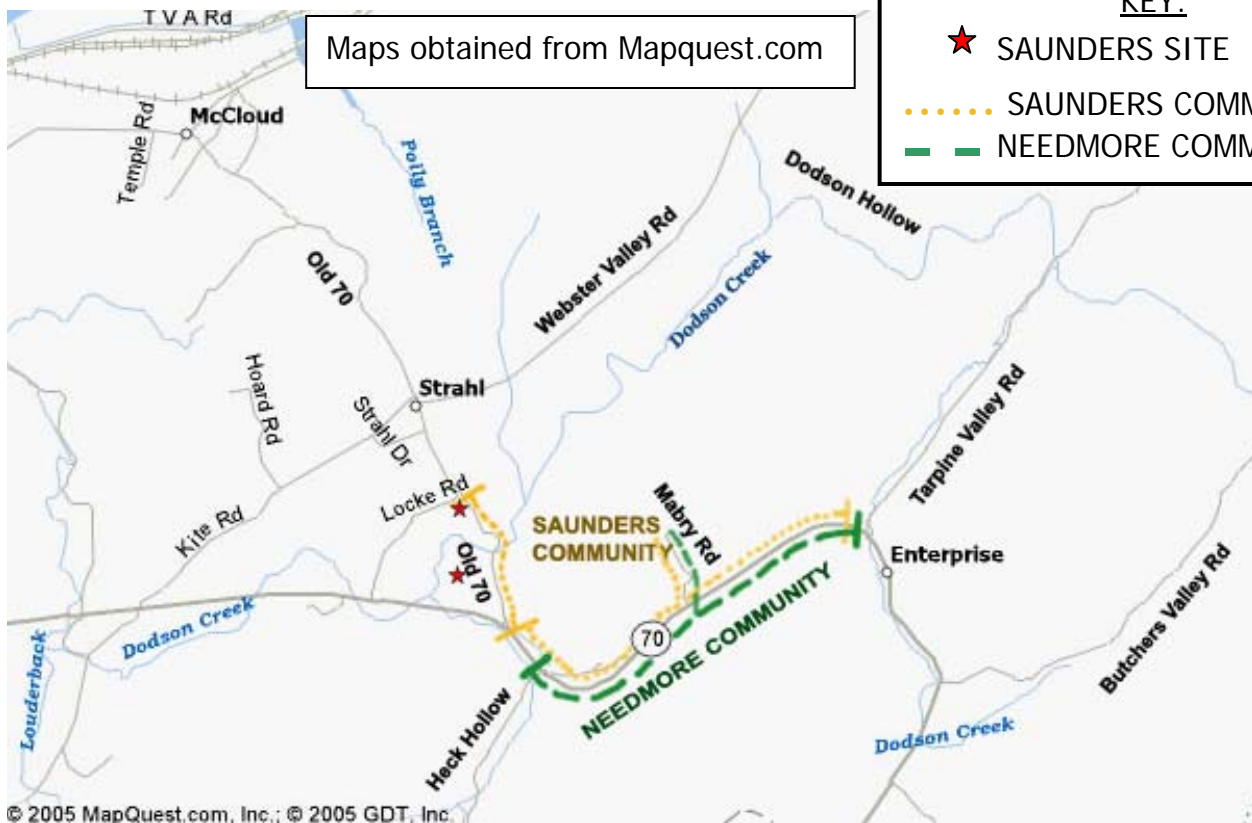 T V A Rd
Maps obtained from Mapquest.com
KEY:
SAUNDERS SITE
SAUNDERS COMM
NEEDMORE COMM
McCloud
Temple Rd
Polly Branch
Dodson Hollow
Old 70
Webster Valley Rd
Dodson Creek
Hoard Rd
Strahl
Strahl Dr
Tarpine Valley Rd
Locke Rd
Kite Rd
Mabry Rd
SAUNDERS
COMMUNITY
Old 70
Enterprise
Dodson Creek
Louderback
70
NEEDMORE COMMUNITY
Butchers Valley Rd
Heck Hollow
Dodson Creek
© 2005 MapQuest.com, Inc.; © 2005 GDT, Inc.